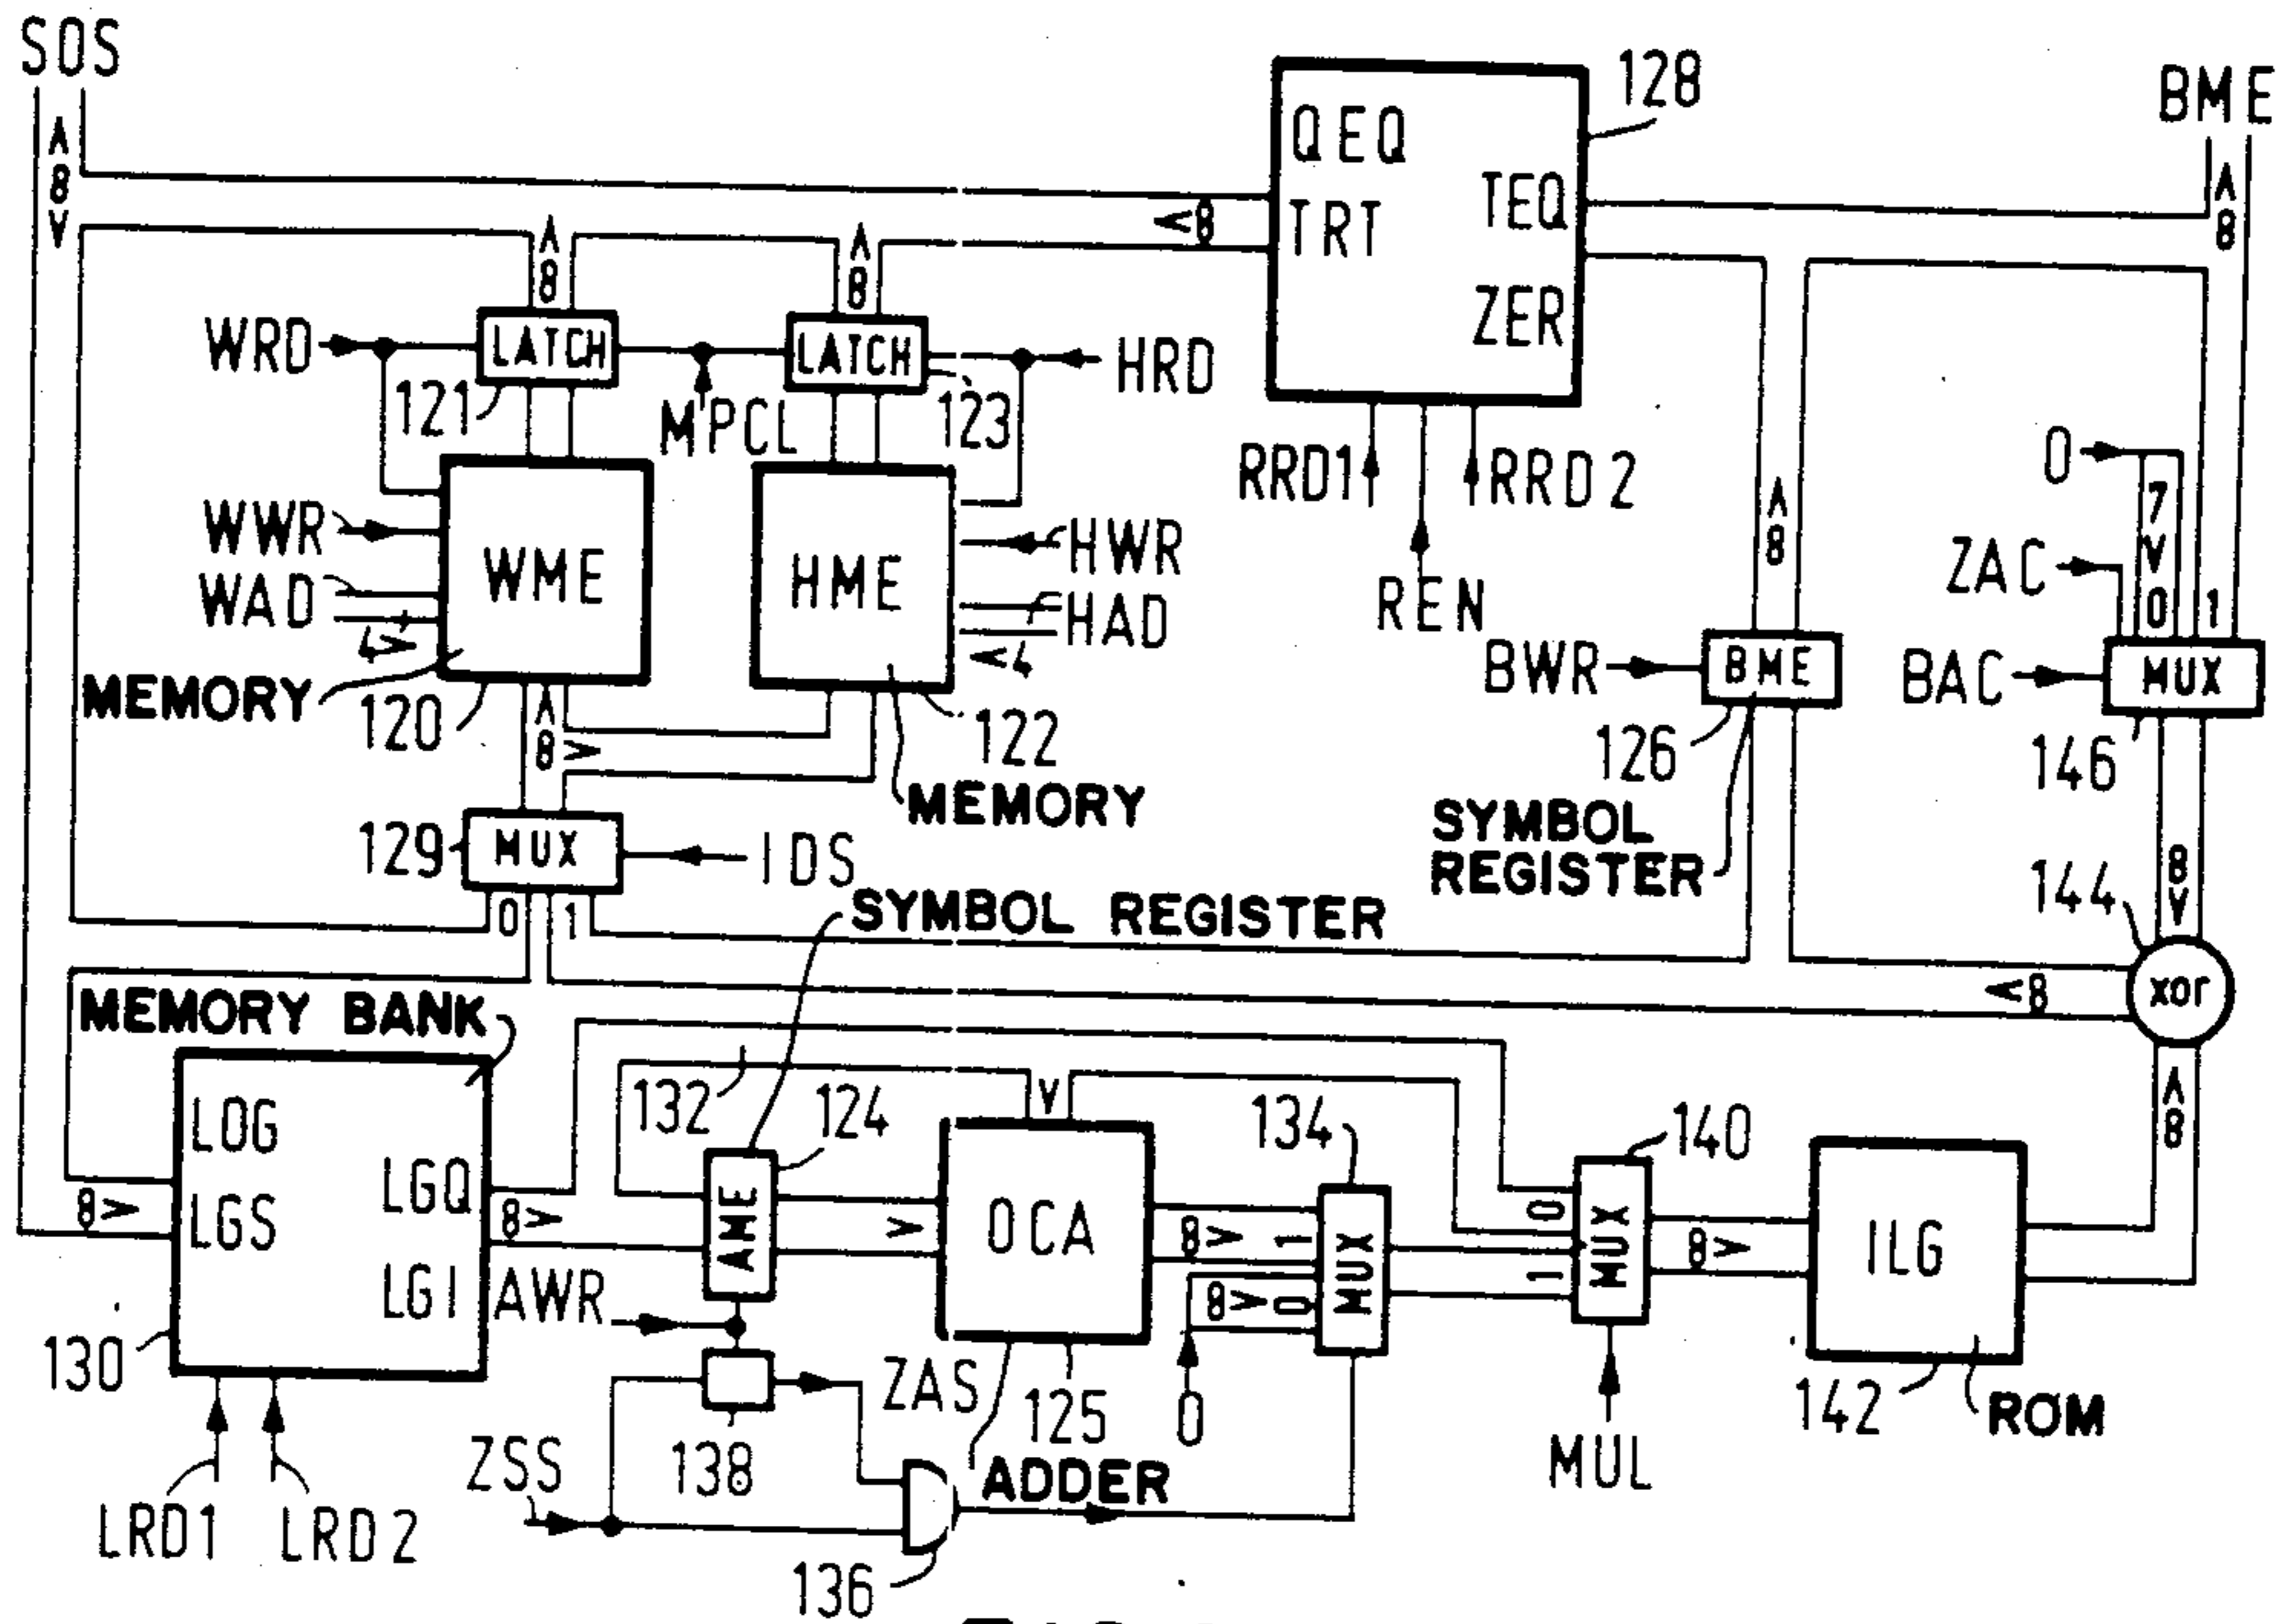 SOS
BME
^
8
v
128
QEQ
TRT
TEQ
ZER
<8
^
8
^
8
^
8
WRD
LATCH
LATCH
HRD
121
MPCL
123
RRD1
RRD2
REN
0
7
v
0
1
WWR
WAD
4>
WME
HME
HWR
HAD
<4
^
8
ZAC
BWR
BME
BAC
MUX
MEMORY
120
^
8>
122
MEMORY
126
146
SYMBOL
REGISTER
129
MUX
IDS
0
1
8
v
144
SYMBOL REGISTER
<8
xor
MEMORY BANK
132
124
v
134
140
^
8
LOG
LGS
LGQ
LGI
8>
8>
AME
>
OCA
8>
1
8>
0
MUX
0
1
MUX
8>
ILG
AWR
130
ZAS
125
0
142
ROM
138
ZSS
ADDER
MUL
LRD1
LRD2
136